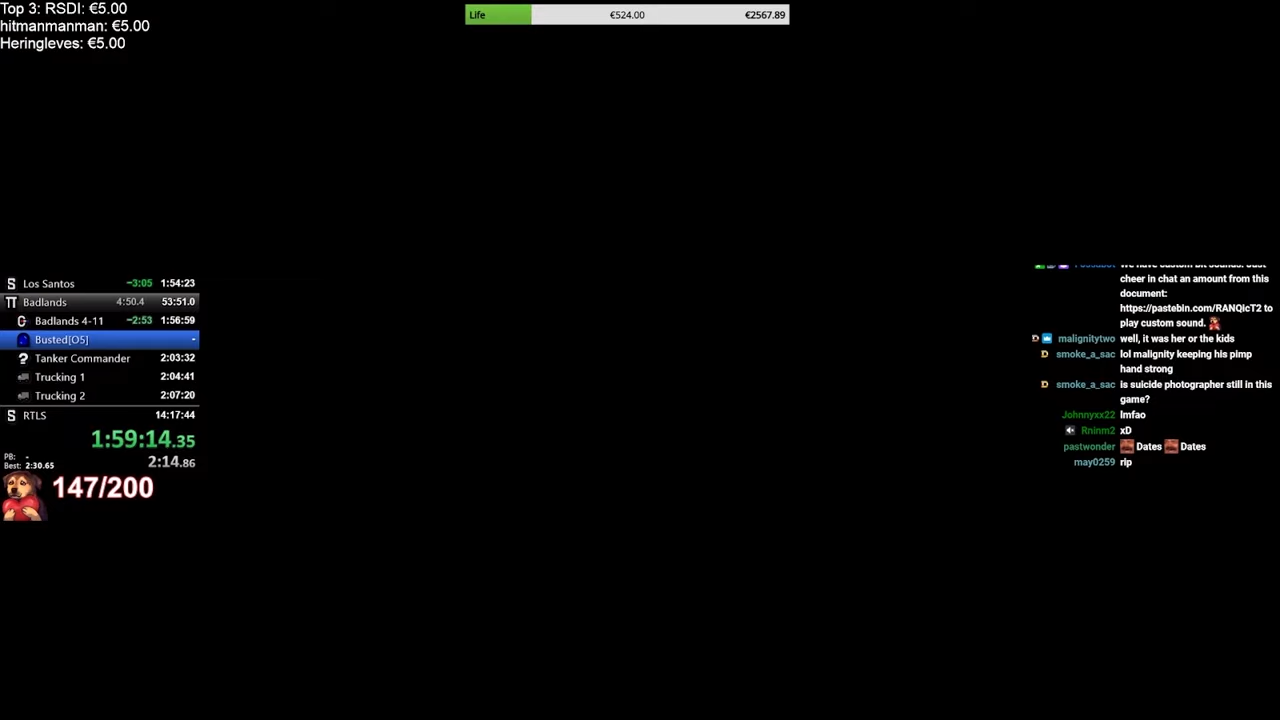 Top 3: RSDI: €5.00
hitmanmanman: €5.00
Heringleves: €5.00
Life €524.00 €2567.89
Los Santos -3:05 1:54:23
Badlands 4:50.4 53:51.0
Badlands 4-11 -2:53 1:56:59
Busted[O5] -
Tanker Commander 2:03:32
Trucking 1 2:04:41
Trucking 2 2:07:20
RTLS 14:17:44
1:59:14.35
PB: -
Best: 2:30.65 2:14.86
147/200
cheer in chat an amount from this
document:
https://pastebin.com/RANQicT2 to
play custom sound.
malignitytwo well, it was her or the kids
smoke_a_sac lol malignity keeping his pimp
hand strong
smoke_a_sac is suicide photographer still in this
game?
Johnnyxx22 lmfao
Rninm2 xD
pastwonder Dates Dates
may0259 rip